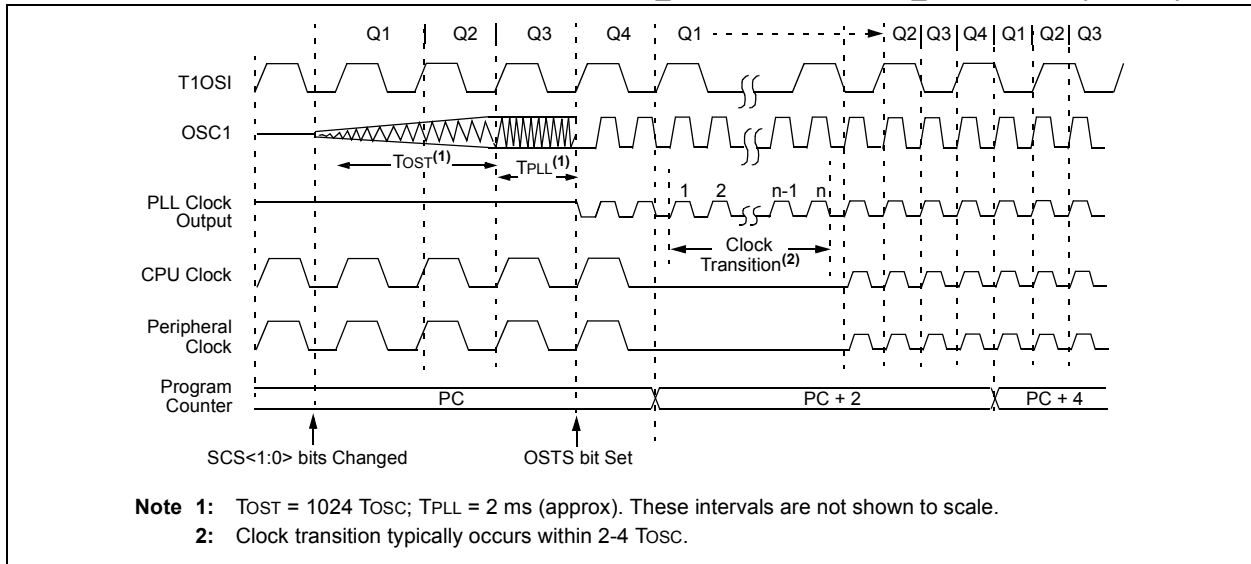 Q1 Q2 Q3 Q4 Q1 Q2 Q3 Q4 Q1 Q2 Q3
T1OSI
OSC1
TOST(1) TPLL(1)
1 2 n-1 n
PLL Clock
Output
Clock
Transition(2)
CPU Clock
Peripheral
Clock
Program
Counter
PC PC + 2 PC + 4
SCS<1:0> bits Changed OSTS bit Set
Note 1: TOST = 1024 TOSC; TPLL = 2 ms (approx). These intervals are not shown to scale.
2: Clock transition typically occurs within 2-4 TOSC.